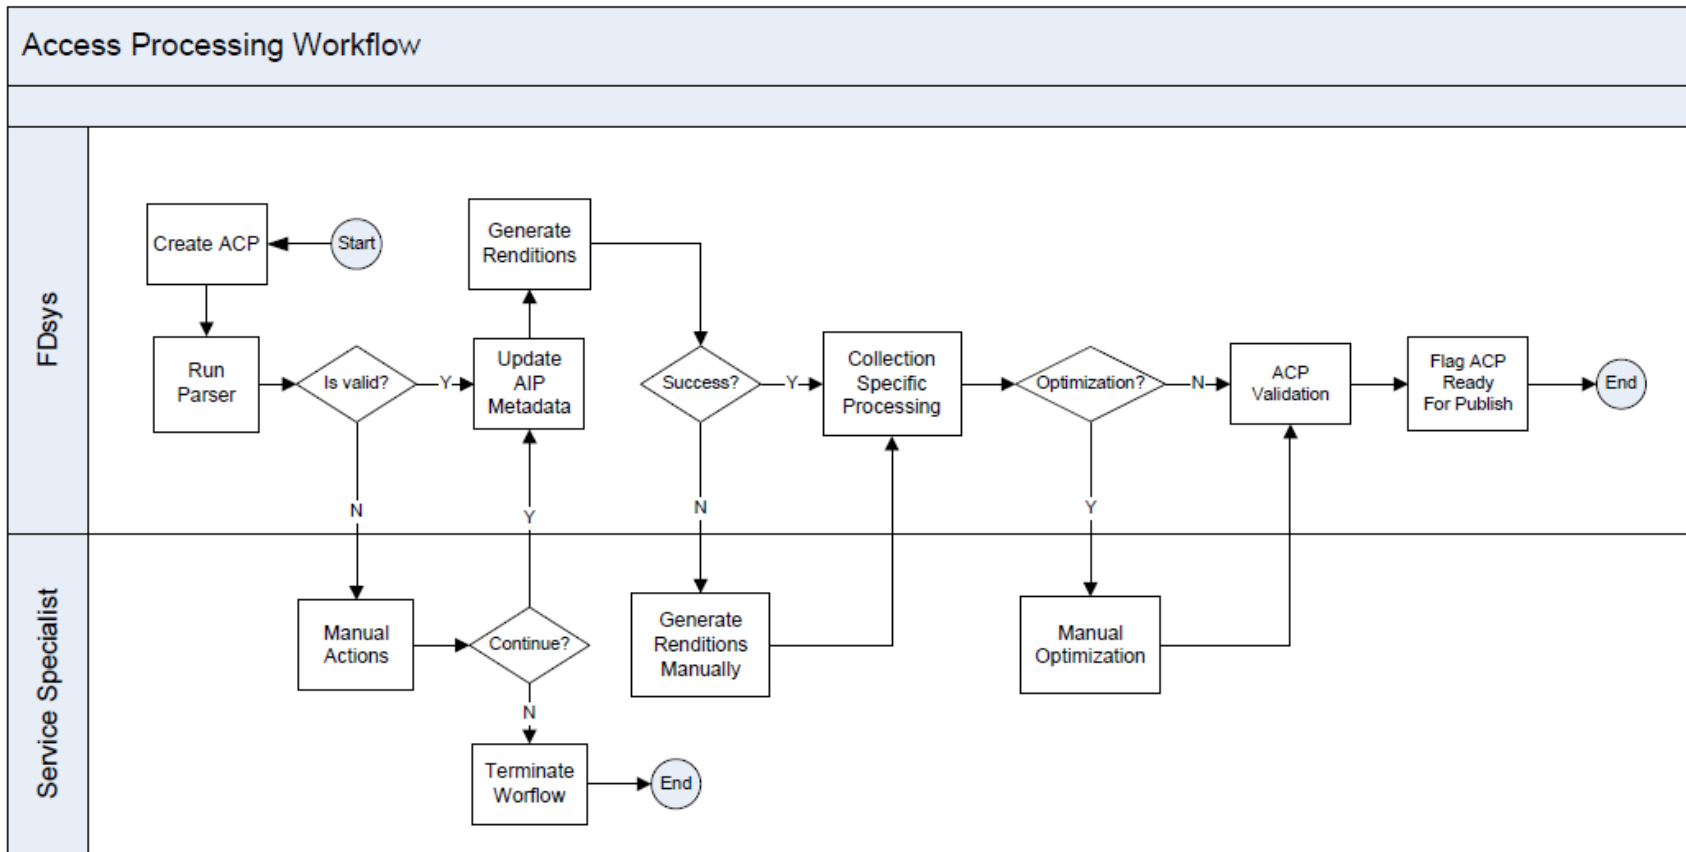 Access Processing Workflow
FDsys
Create ACP
Start
Generate
Renditions
Run
Parser
Is valid?
Y
Update
AIP
Metadata
Success?
Y
Collection
Specific
Processing
Optimization?
N
ACP
Validation
Flag ACP
Ready
For Publish
End
N
Y
N
Y
Service Specialist
Manual
Actions
Continue?
Generate
Renditions
Manually
Manual
Optimization
N
Terminate
Worflow
End